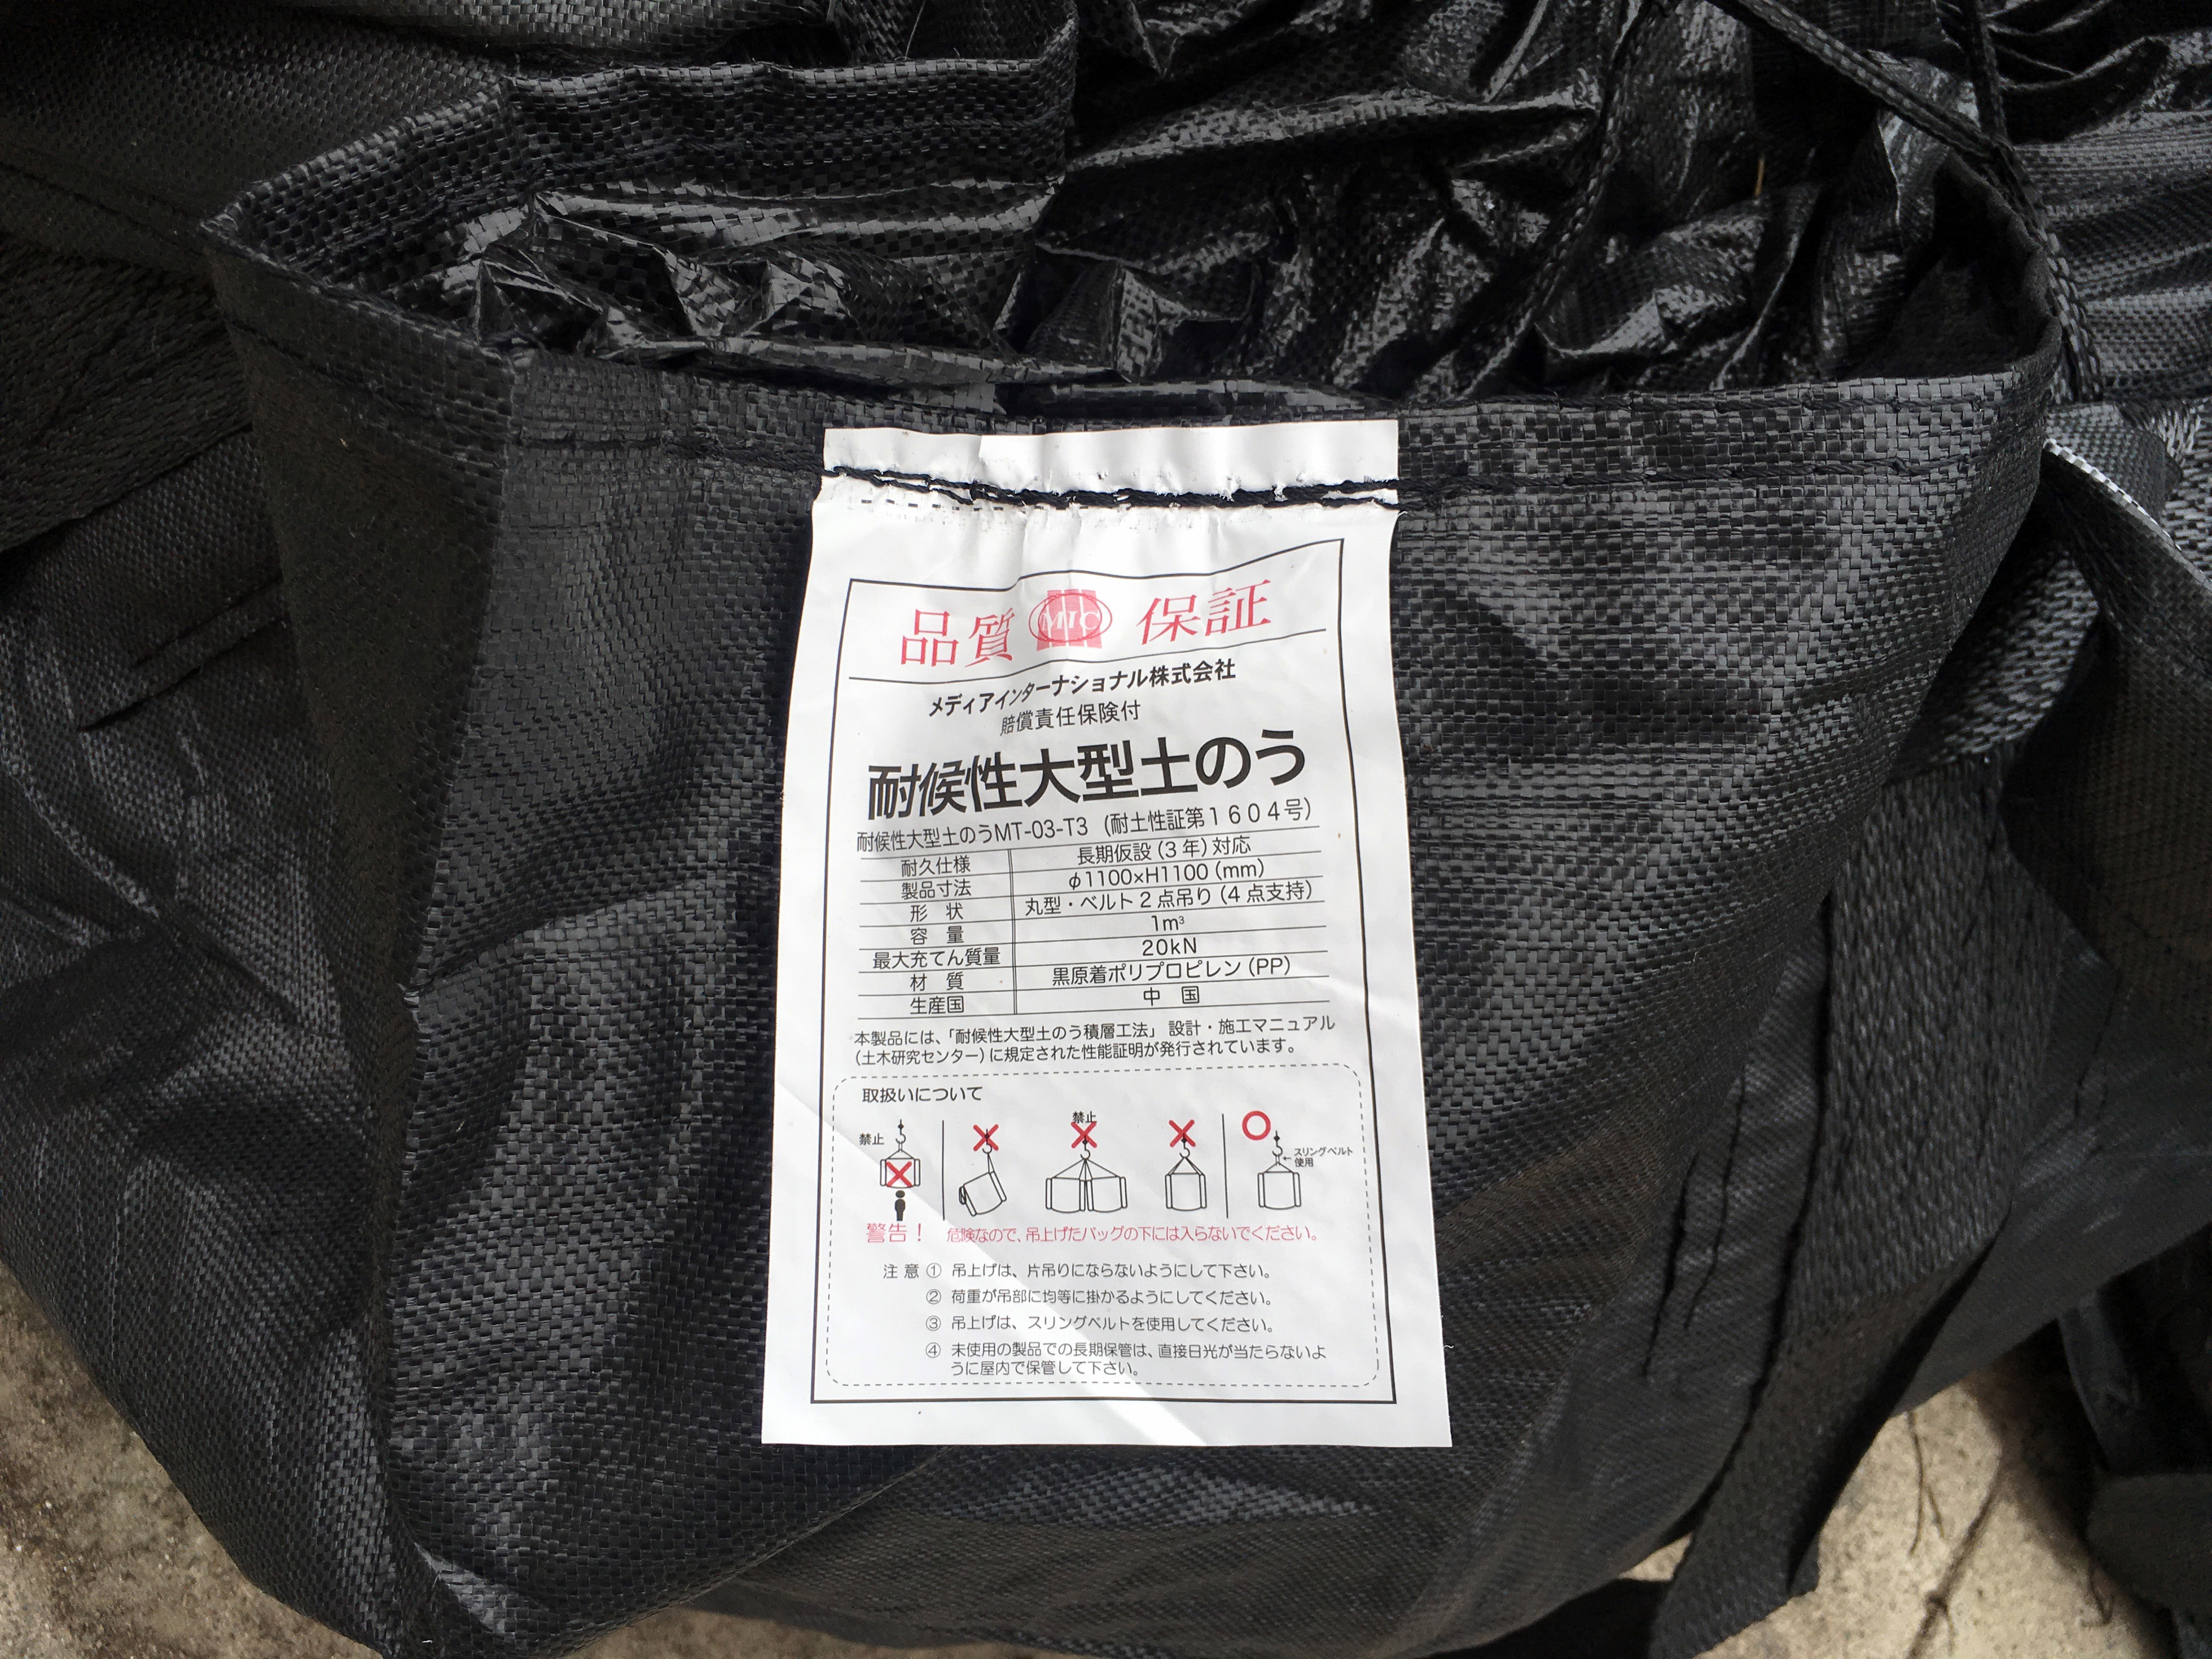 品質 MIC 保証
メディアインターナショナル株式会社
賠償責任保険付
耐候性大型土のう
耐候性大型土のうMT-03-T3（耐土性証第1604号）
耐久仕様 長期仮設（3年）対応
製品寸法 φ1100×H1100（mm）
形 状 丸型・ベルト2点吊り（4点支持）
容 量 1m³
最大充てん質量 20kN
材 質 黒原着ポリプロピレン（PP）
生産国 中 国
本製品には、「耐候性大型土のう積層工法」設計・施工マニュアル
（土木研究センター）に規定された性能証明が発行されています。
取扱いについて
禁止
禁止
スリングベルト
使用
警告！ 危険なので、吊上げたバッグの下には入らないでください。
注意 ① 吊上げは、片吊りにならないようにして下さい。
② 荷重が吊部に均等に掛かるようにしてください。
③ 吊上げは、スリングベルトを使用してください。
④ 未使用の製品での長期保管は、直接日光が当たらないよ
うに屋内で保管して下さい。